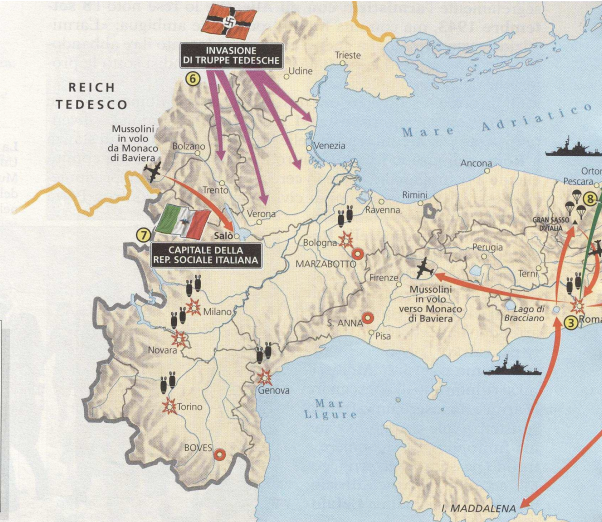 INVASIONE
DI TRUPPE TEDESCHE
6
Trieste
Udine
REICH
TEDESCO
Mussolini
in volo
da Monaco
di Baviera
Bolzano
Venezia
Mare Adriatico
Trento
Ancona
Orton
Pescara
8
Verona
Rimini
Ravenna
GRAN SASSO
D'ITALIA
7
Salò
CAPITALE DELLA
REP. SOCIALE ITALIANA
Bologna
MARZABOTTO
Perugia
Firenze
Terni
Mussolini
in volo
verso Monaco
di Baviera
Milano
Lago di
Bracciano
3
Roma
S. ANNA
Pisa
Novara
Genova
Mar
Ligure
Torino
BOVES
I. MADDALENA